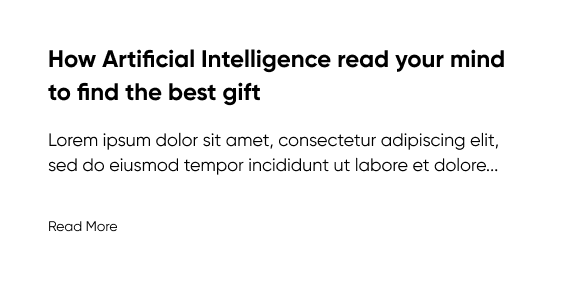 How Artificial Intelligence read your mind
to find the best gift
Lorem ipsum dolor sit amet, consectetur adipiscing elit,
sed do eiusmod tempor incididunt ut labore et dolore...
Read More